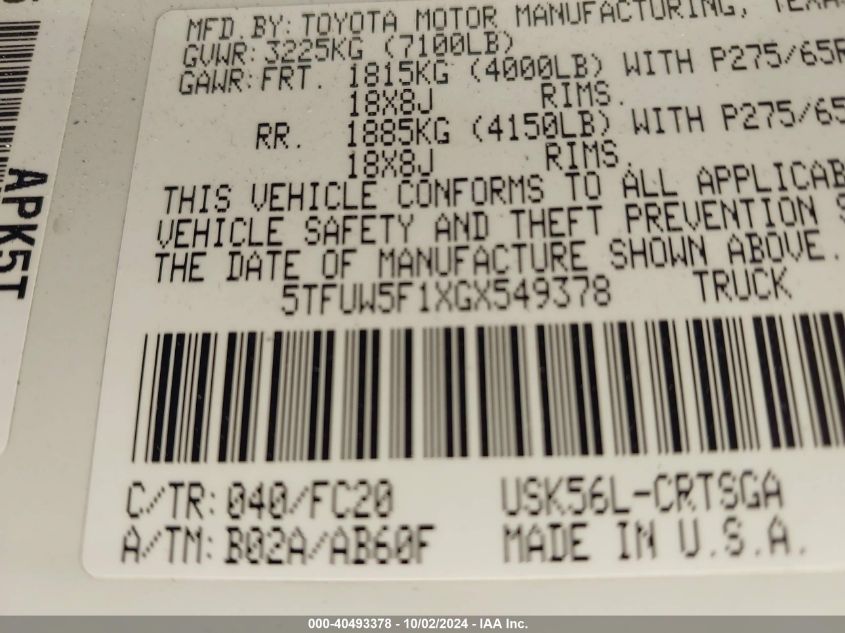 MFD. BY: TOYOTA MOTOR MANUFACTURING, TEXA
GVWR: 3225KG (7100LB)
GAWR: FRT. 1815KG (4000LB) WITH P275/65R
18X8J RIMS.
RR. 1885KG (4150LB) WITH P275/65
18X8J RIMS.
THIS VEHICLE CONFORMS TO ALL APPLICAB
VEHICLE SAFETY AND THEFT PREVENTION S
THE DATE OF MANUFACTURE SHOWN ABOVE.
5TFUW5F1XGX549378 TRUCK
C/TR: 040/FC20 USK56L-CRTSGA
A/TM: B02A/AB60F MADE IN U.S.A.
APK5T
000-40493378 - 10/02/2024 - IAA Inc.